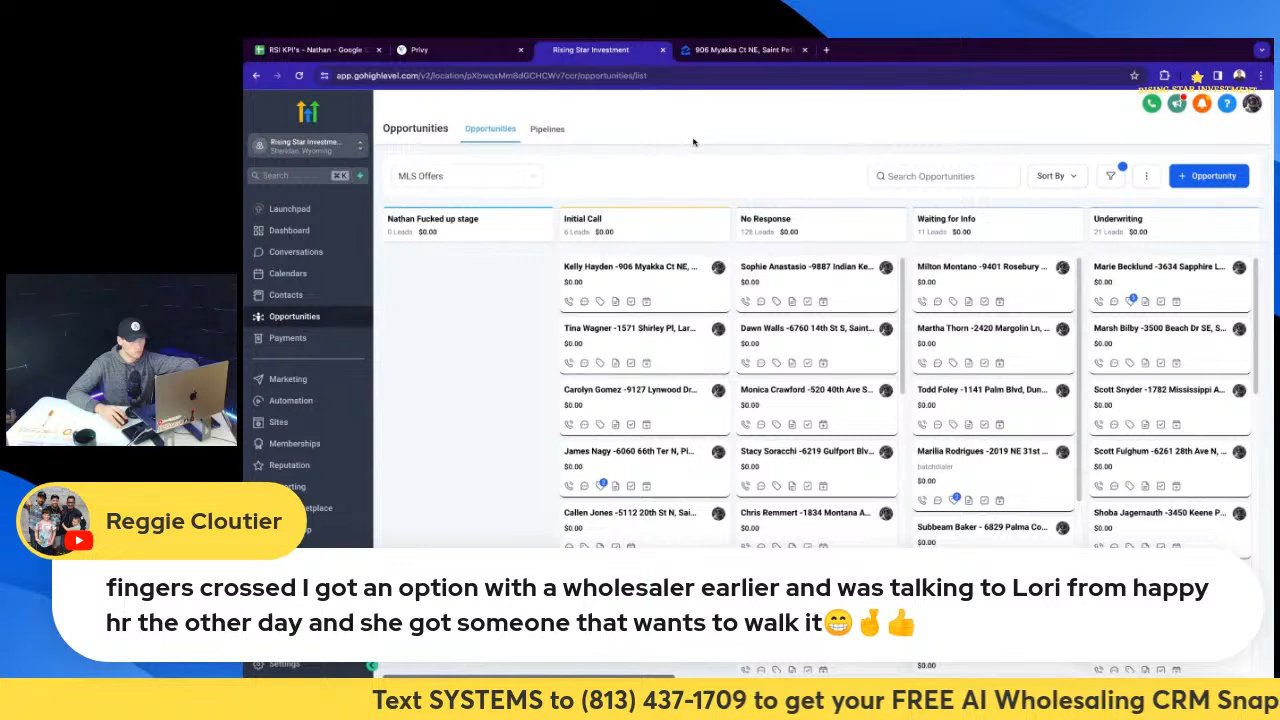 RSI KPI's - Nathan - Google S
Privy
Rising Star Investment
906 Myakka Ct NE, Saint Pet
app.gohighlevel.com/v2/location/pXbwqxMm8dGCHCWv7ccr/opportunities/list
RISING STAR INVESTMENT
Rising Star Investme...
Sheridan, Wyoming
Search
⌘K
Launchpad
Dashboard
Conversations
Calendars
Contacts
Opportunities
Payments
Marketing
Automation
Sites
Memberships
Reputation
Settings
Opportunities
Opportunities
Pipelines
MLS Offers
Search Opportunities
Sort By
+ Opportunity
Nathan Fucked up stage
0 Leads $0.00
Initial Call
6 Leads $0.00
Kelly Hayden -906 Myakka Ct NE, ...
$0.00
Tina Wagner -1571 Shirley Pl, Lar...
$0.00
Carolyn Gomez -9127 Lynwood Dr...
$0.00
James Nagy -6060 66th Ter N, Pi...
$0.00
2
Callen Jones -5112 20th St N, Sai...
$0.00
No Response
128 Leads $0.00
Sophie Anastasio -9887 Indian Ke...
$0.00
Dawn Walls -6760 14th St S, Saint...
$0.00
Monica Crawford -520 40th Ave S...
$0.00
Stacy Soracchi -6219 Gulfport Blv...
$0.00
Chris Remmert -1834 Montana A...
$0.00
Waiting for Info
11 Leads $0.00
Milton Montano -9401 Rosebury ...
$0.00
Martha Thorn -2420 Margolin Ln, ...
$0.00
Todd Foley -1141 Palm Blvd, Dun...
$0.00
Marilia Rodrigues -2019 NE 31st ...
batchdialer
$0.00
2
Subbeam Baker - 6829 Palma Co...
$0.00
Underwriting
21 Leads $0.00
Marie Becklund -3634 Sapphire L...
$0.00
Marsh Bilby -3500 Beach Dr SE, S...
$0.00
Scott Snyder -1782 Mississippi A...
$0.00
Scott Fulghum -6261 28th Ave N, ...
$0.00
Shoba Jagernauth -3450 Keene P...
$0.00
Reggie Cloutier
fingers crossed I got an option with a wholesaler earlier and was talking to Lori from happy
hr the other day and she got someone that wants to walk it😁🤞👍
Text SYSTEMS to (813) 437-1709 to get your FREE AI Wholesaling CRM Snap